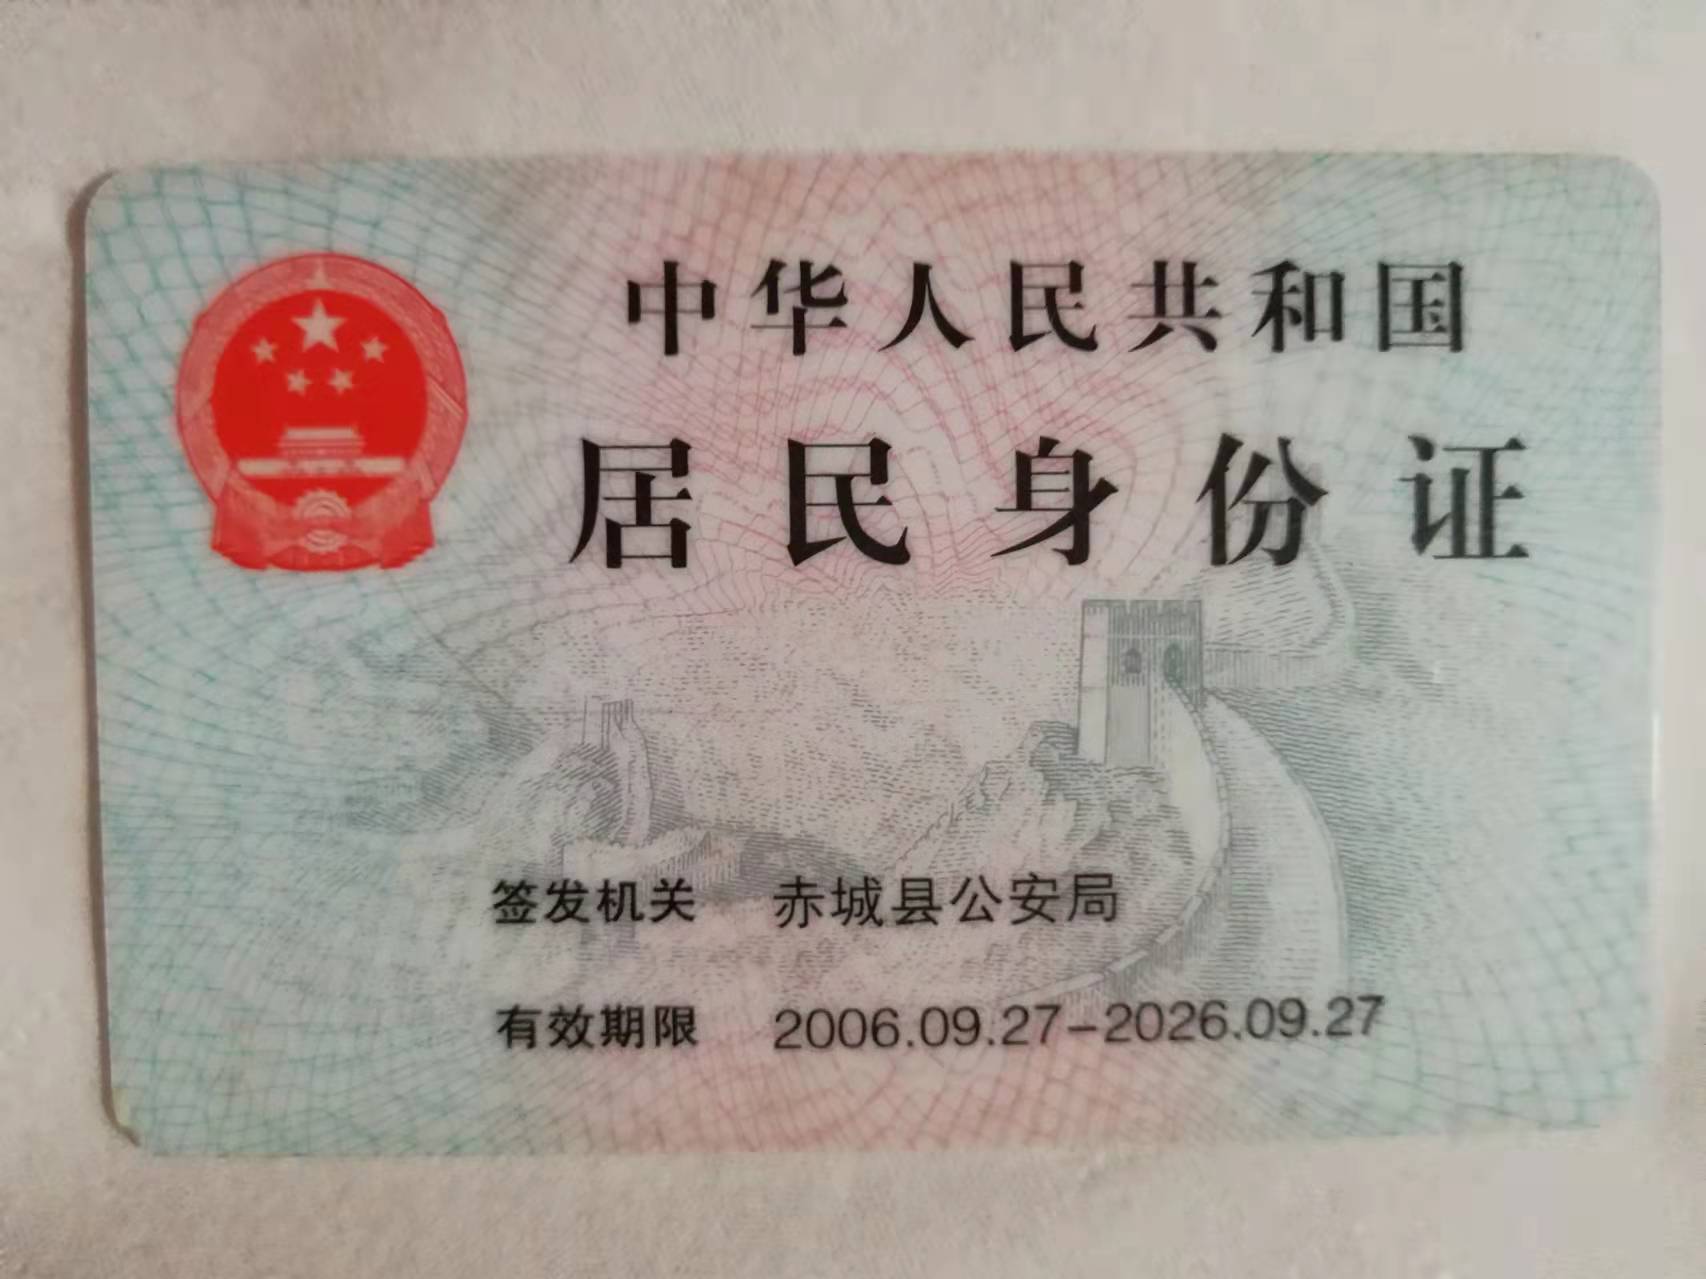 中华人民共和国
居民身份证
签发机关 赤城县公安局
有效期限 2006.09.27-2026.09.27